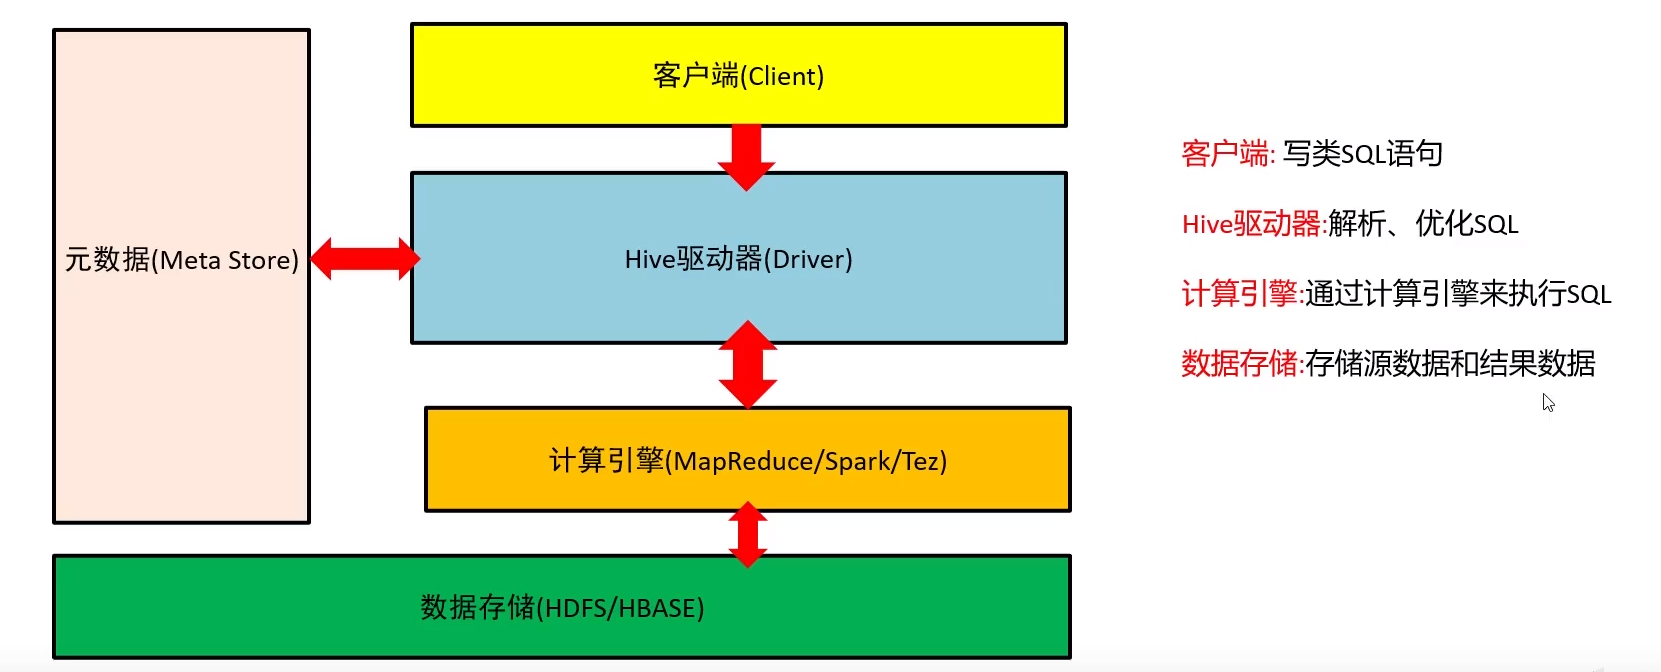 客户端(Client)
元数据(Meta Store)
Hive驱动器(Driver)
计算引擎(MapReduce/Spark/Tez)
数据存储(HDFS/HBASE)
客户端: 写类SQL语句
Hive驱动器:解析、优化SQL
计算引擎:通过计算引擎来执行SQL
数据存储:存储源数据和结果数据